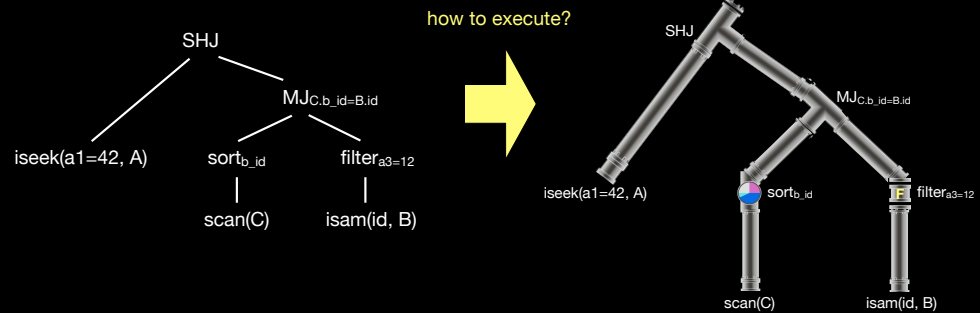 how to execute?
SHJ
MJC.b_id=B.id
iseek(a1=42, A)
sortb_id
filtera3=12
scan(C)
isam(id, B)
SHJ
MJC.b_id=B.id
iseek(a1=42, A)
sortb_id
F
filtera3=12
scan(C)
isam(id, B)